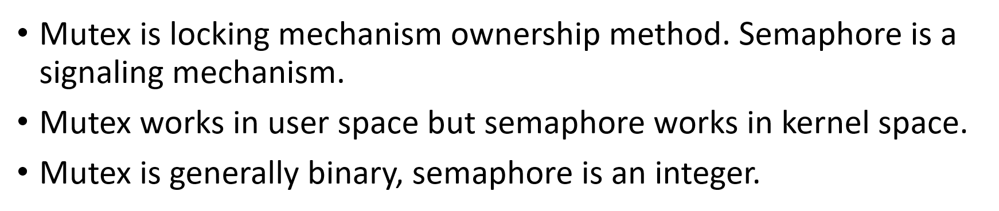 • Mutex is locking mechanism ownership method. Semaphore is a
signaling mechanism.
• Mutex works in user space but semaphore works in kernel space.
• Mutex is generally binary, semaphore is an integer.